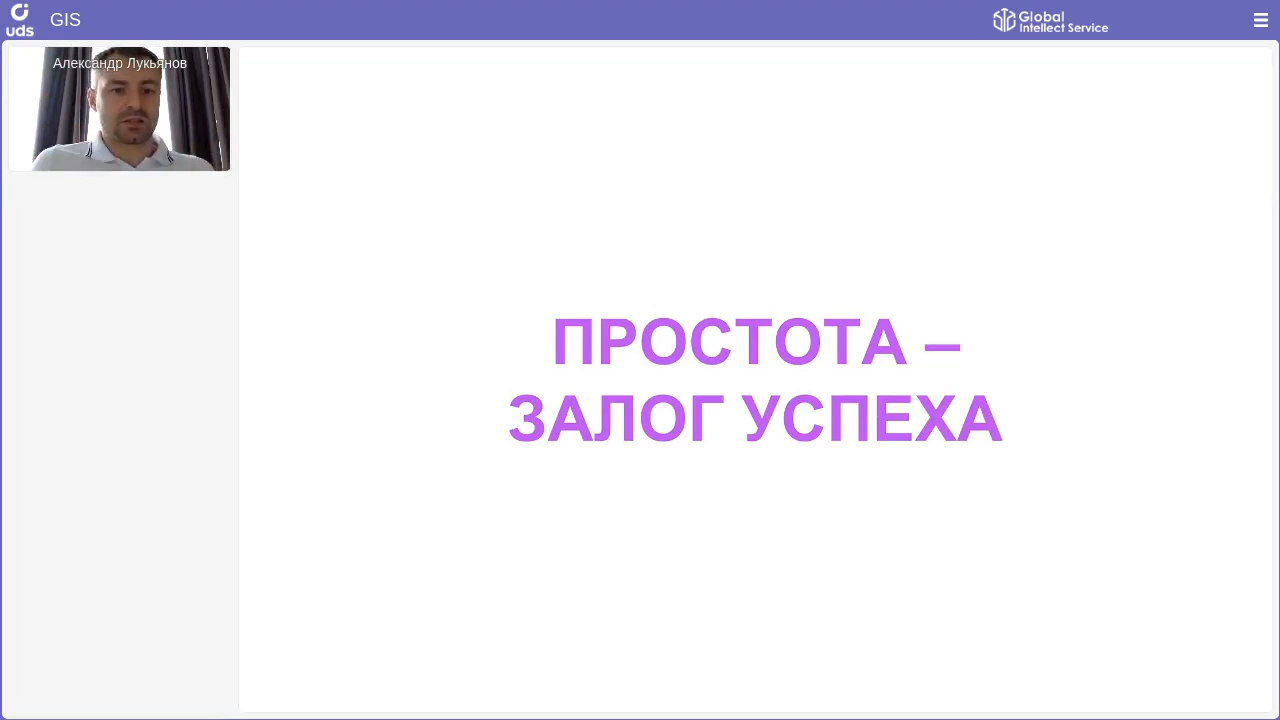 uds
GIS
Global
Intellect Service
Александр Лукьянов
ПРОСТОТА –
ЗАЛОГ УСПЕХА